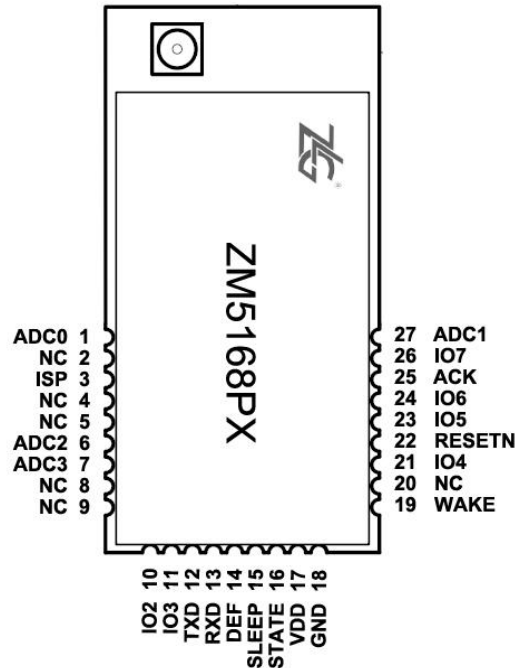 ZM5168PX
ADC0 1
NC 2
ISP 3
NC 4
NC 5
ADC2 6
ADC3 7
NC 8
NC 9
IO2 10
IO3 11
TXD 12
RXD 13
DEF 14
SLEEP 15
STATE 16
VDD 17
GND 18
27 ADC1
26 IO7
25 ACK
24 IO6
23 IO5
22 RESETN
21 IO4
20 NC
19 WAKE